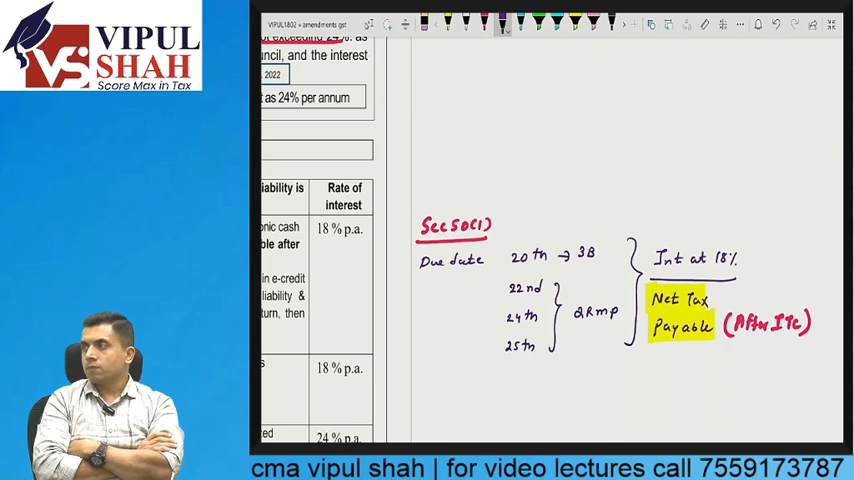 VIPUL
SHAH
VS
Score Max in Tax
VIPUL1802 + amendments gst
ot exceeding 24%. as
uncil, and the interest
, 2022
t as 24% per annum
iability is
Rate of
interest
onic cash
18 % p.a.
ble after
in e-credit
iability &
turn, then
s
18 % p.a.
ed
24 % p.a.
Sec 50(1)
Due date 20th → 3B
22nd
24th
25th
QRmp
Int at 18%
Net Tax
Payable (After ITC)
cma vipul shah | for video lectures call 7559173787